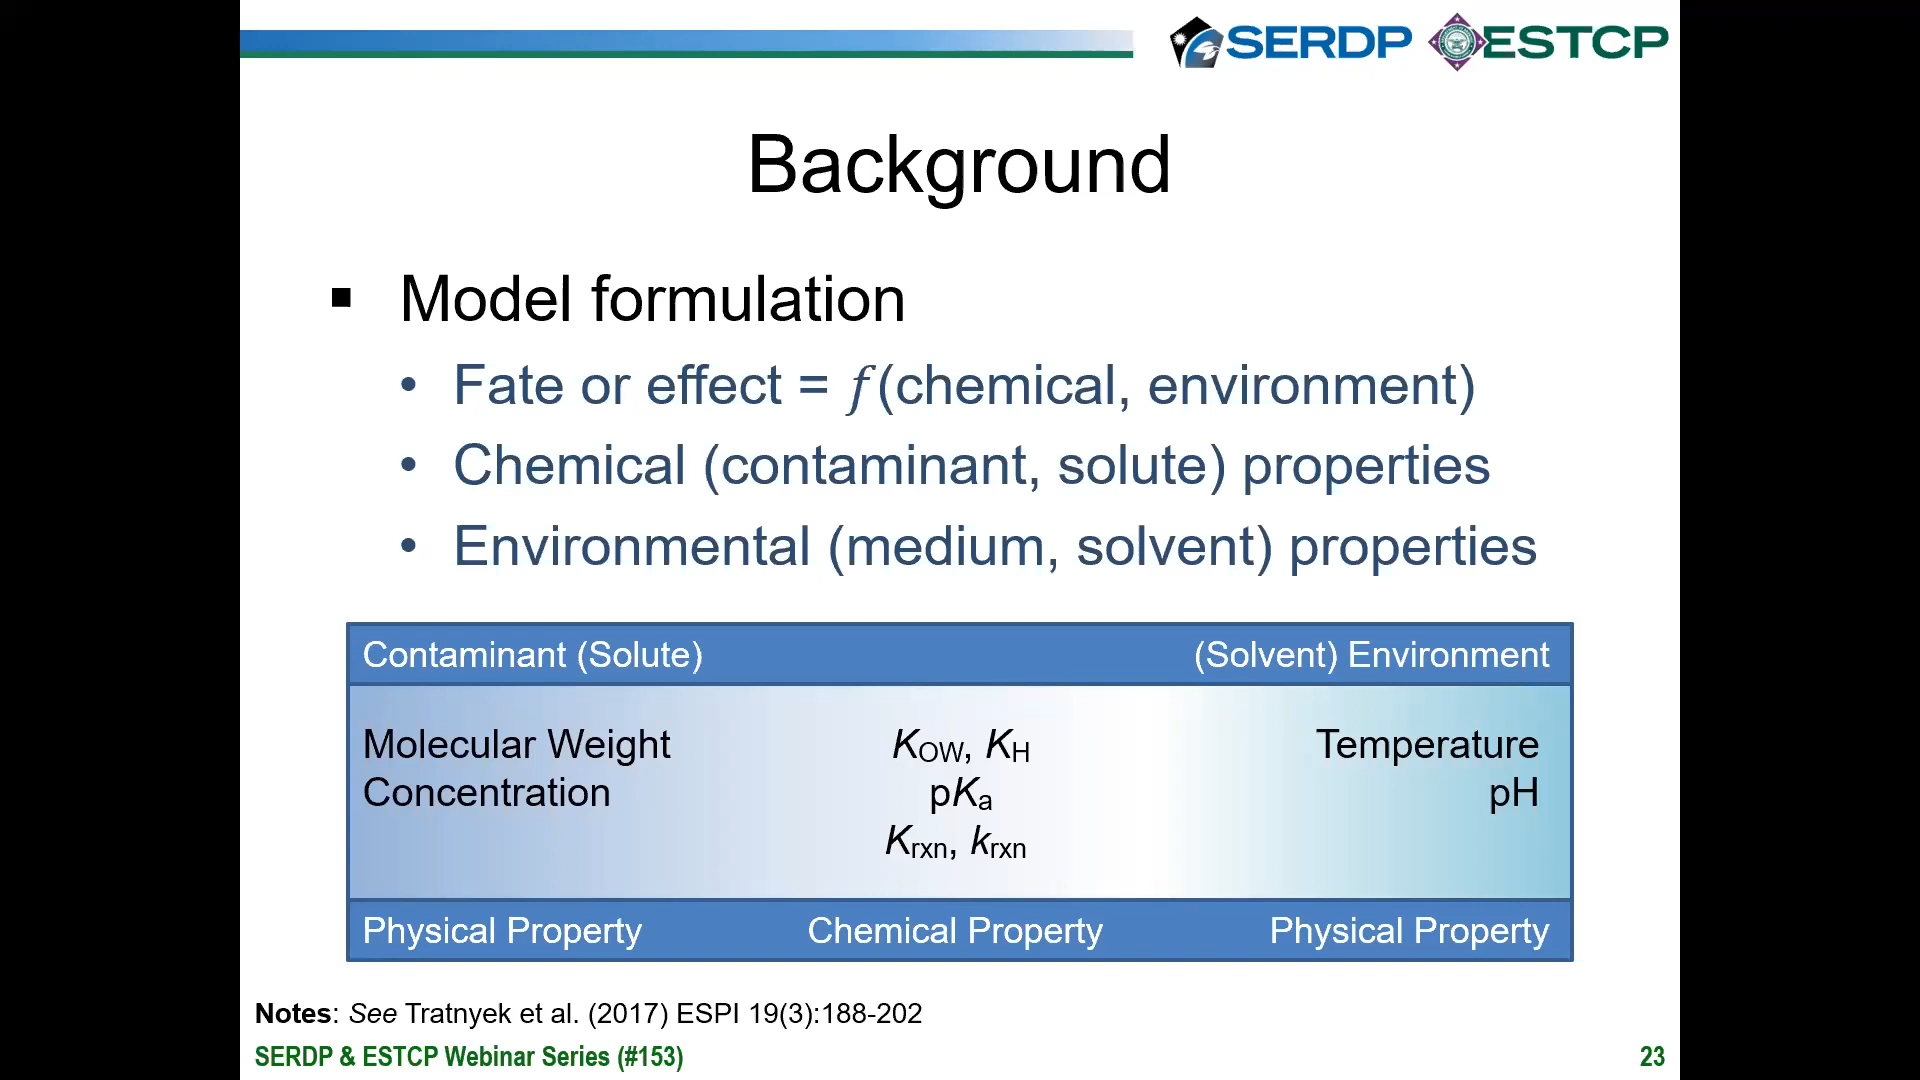 SERDP ESTCP
Background
▪ Model formulation
• Fate or effect = f(chemical, environment)
• Chemical (contaminant, solute) properties
• Environmental (medium, solvent) properties
Contaminant (Solute) (Solvent) Environment
Molecular Weight KOW, KH Temperature
Concentration pKa pH
Krxn, krxn
Physical Property Chemical Property Physical Property
Notes: See Tratnyek et al. (2017) ESPI 19(3):188-202
SERDP & ESTCP Webinar Series (#153) 23